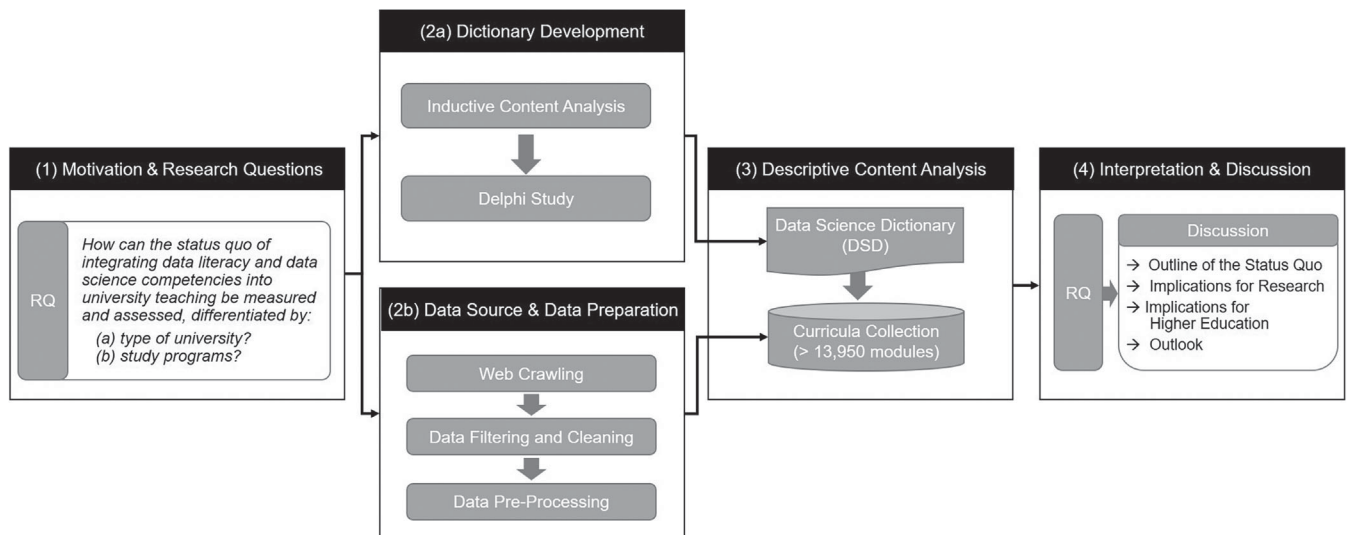 (1) Motivation & Research Questions
RQ
How can the status quo of
integrating data literacy and data
science competencies into
university teaching be measured
and assessed, differentiated by:
(a) type of university?
(b) study programs?
(2a) Dictionary Development
Inductive Content Analysis
Delphi Study
(2b) Data Source & Data Preparation
Web Crawling
Data Filtering and Cleaning
Data Pre-Processing
(3) Descriptive Content Analysis
Data Science Dictionary
(DSD)
Curricula Collection
(> 13,950 modules)
(4) Interpretation & Discussion
RQ
Discussion
→ Outline of the Status Quo
→ Implications for Research
→ Implications for
Higher Education
→ Outlook